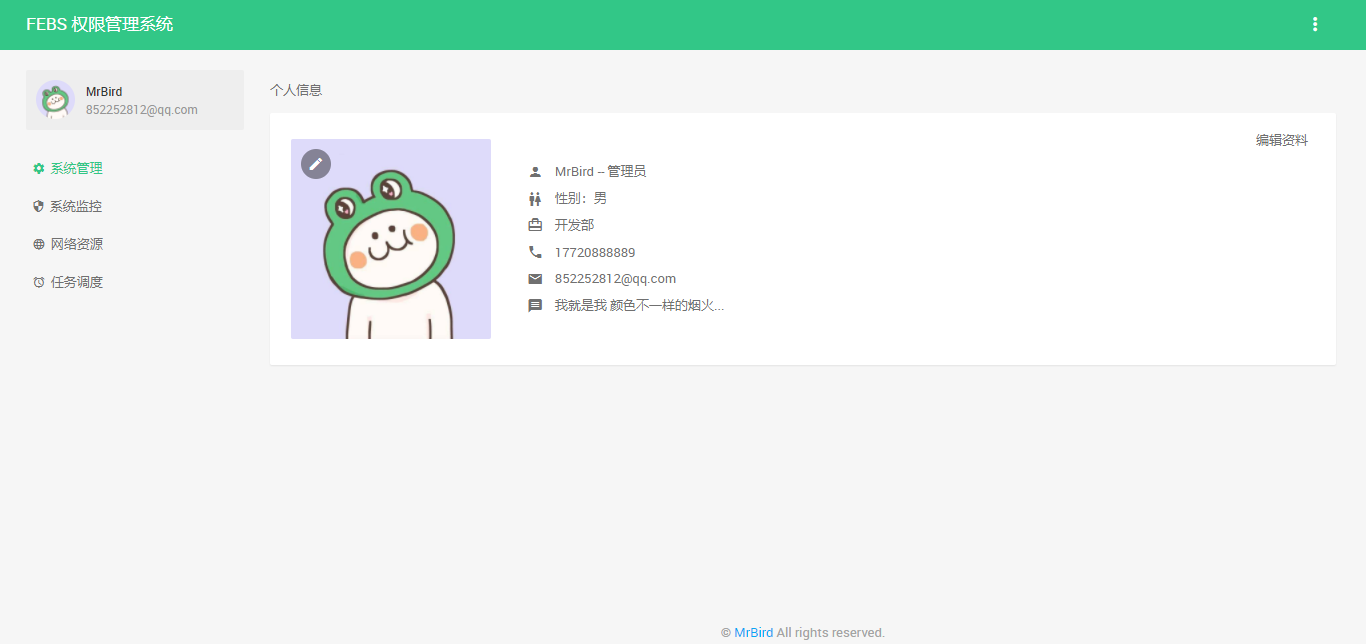 FEBS 权限管理系统
MrBird
852252812@qq.com
系统管理
系统监控
网络资源
任务调度
个人信息
编辑资料
MrBird – 管理员
性别：男
开发部
17720888889
852252812@qq.com
我就是我 颜色不一样的烟火...
© MrBird All rights reserved.